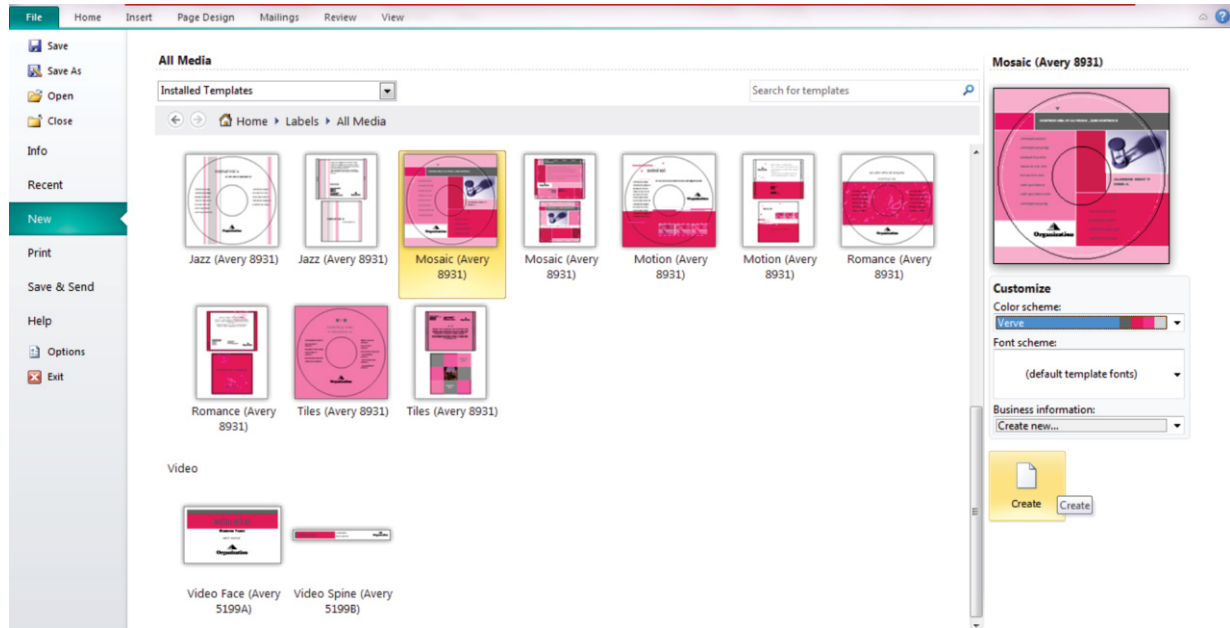 File Home Insert Page Design Mailings Review View
Save
Save As
Open
Close
Info
Recent
New
Print
Save & Send
Help
Options
Exit
All Media
Installed Templates
Search for templates
Home Labels All Media
Jazz (Avery 8931)
Jazz (Avery 8931)
Mosaic (Avery
8931)
Mosaic (Avery
8931)
Motion (Avery
8931)
Motion (Avery
8931)
Romance (Avery
8931)
Romance (Avery
8931)
Tiles (Avery 8931)
Tiles (Avery 8931)
Video
Organization
Video Face (Avery
5199A)
Video Spine (Avery
5199B)
Mosaic (Avery 8931)
Organization
Customize
Color scheme:
Verve
Font scheme:
(default template fonts)
Business information:
Create new...
Create
Create